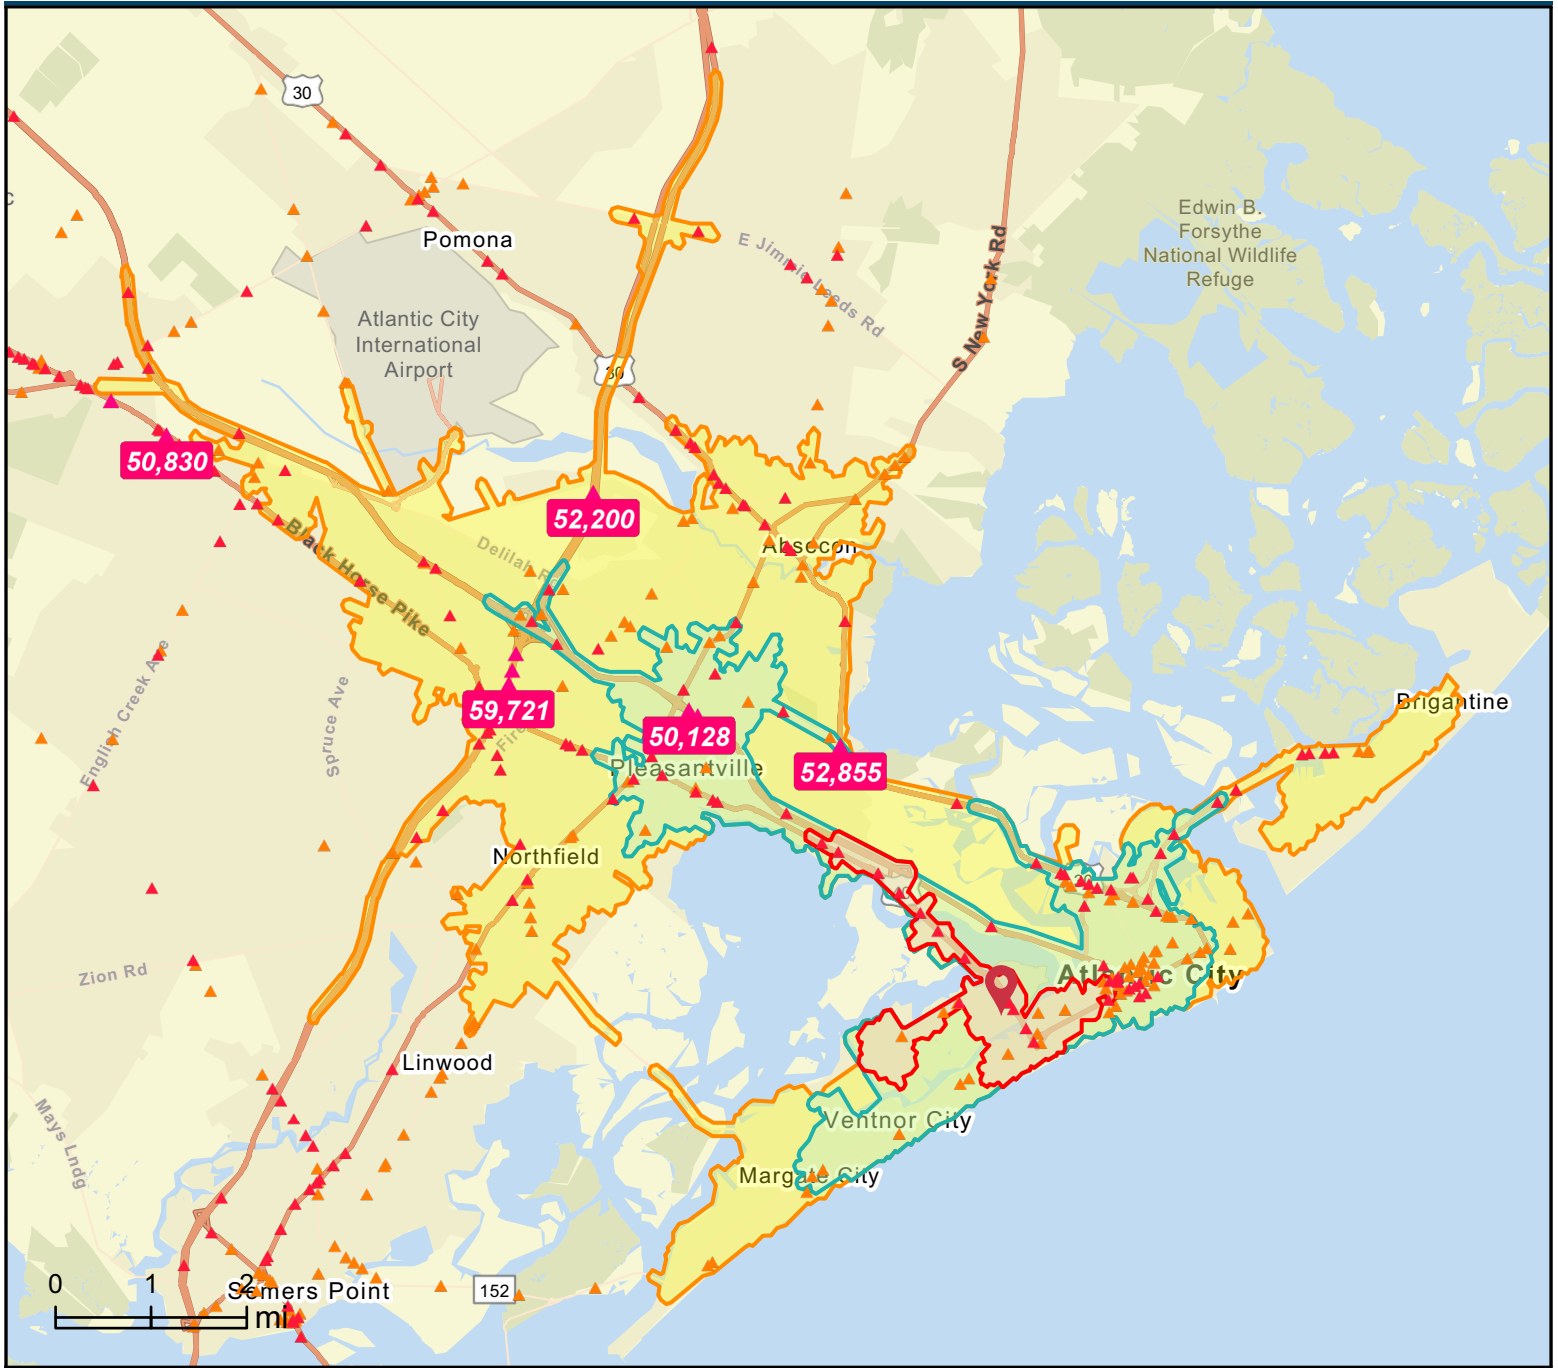 30
Pomona
E Jimmie Leeds Rd
S New York Rd
Edwin B.
Forsythe
National Wildlife
Refuge
Atlantic City
International
Airport
30
50,830
52,200
Black Horse Pike
Delilah Rd
Absecon
English Creek Ave
Spruce Ave
59,721
50,128
52,855
Pleasantville
Brigantine
Northfield
30
Atlantic City
Zion Rd
Linwood
Mays Lndg
Ventnor City
Margate City
Somers Point
152
0
1
2
mi